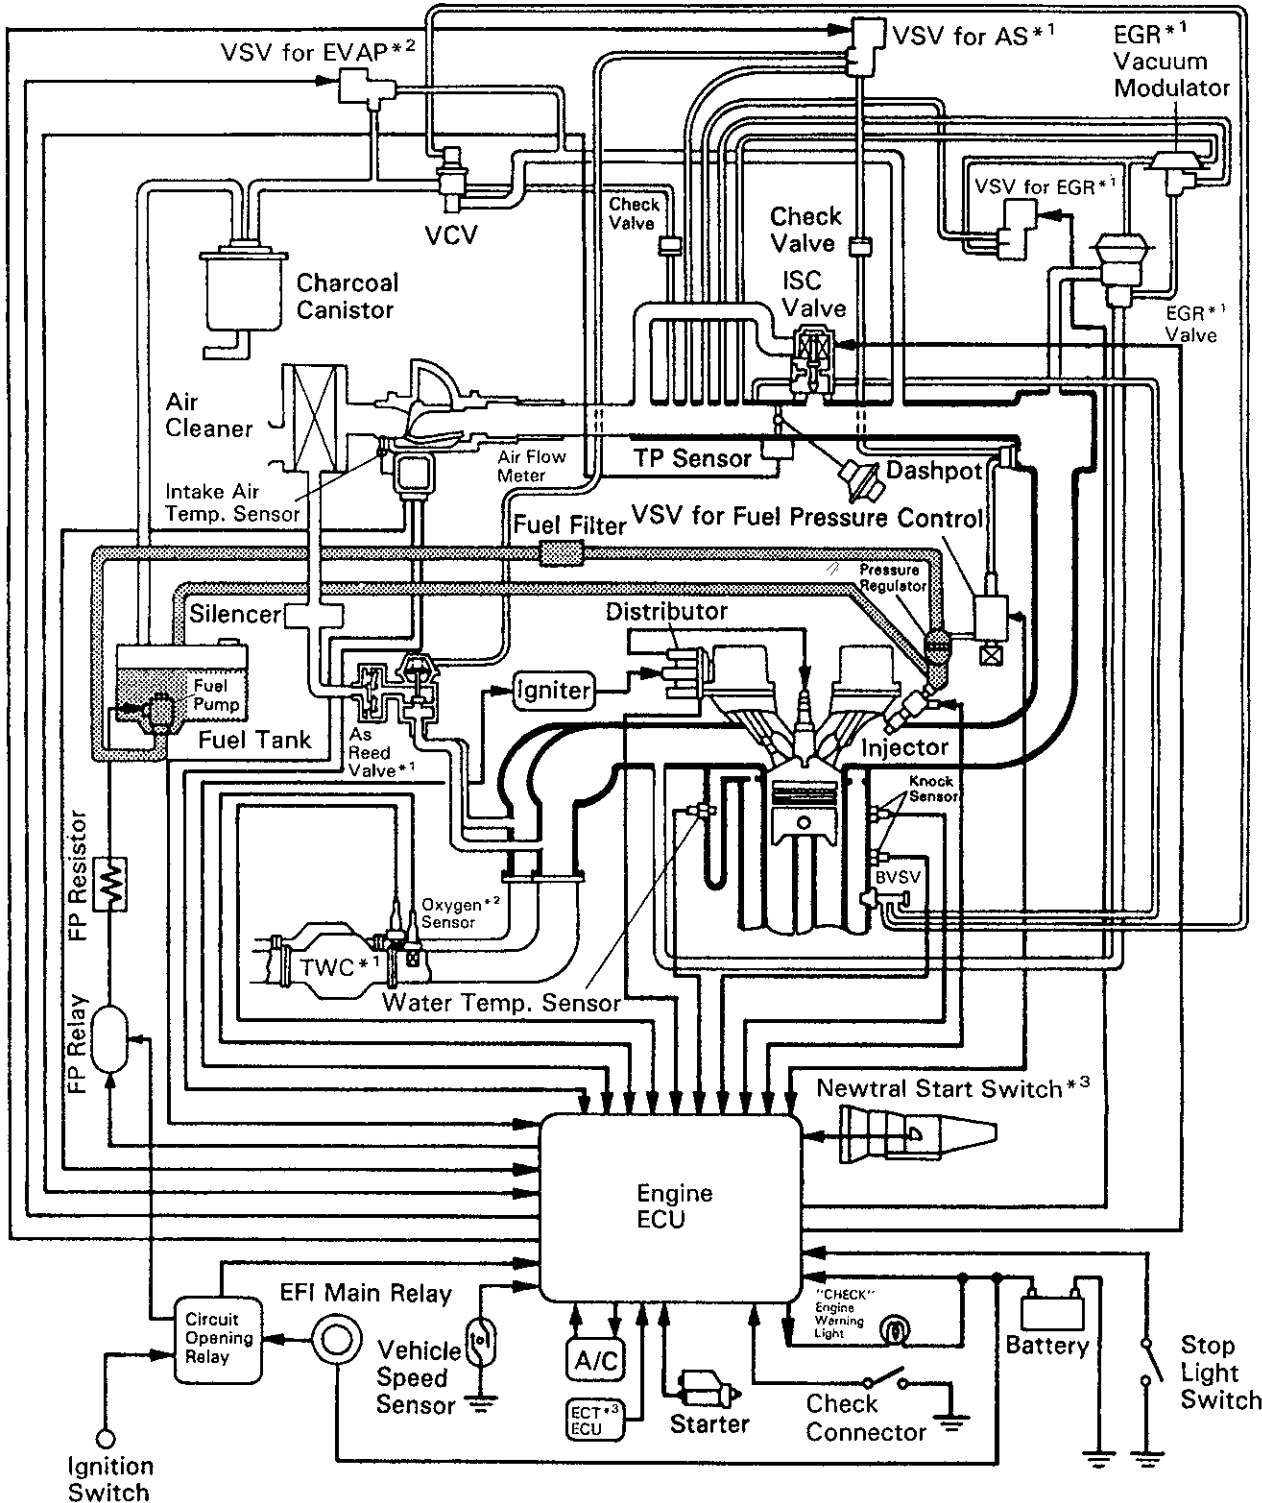 VSV for EVAP*2
VSV for AS*1
EGR*1
Vacuum
Modulator
VSV for EGR*1
Check
Valve
VCV
Check
Valve
ISC
Valve
Charcoal
Canistor
EGR*1
Valve
Air
Cleaner
Air Flow
Meter
TP Sensor
Dashpot
Intake Air
Temp. Sensor
VSV for Fuel Pressure Control
Fuel Filter
Pressure
Regulator
Silencer
Distributor
Fuel
Pump
Igniter
Fuel Tank
As
Reed
Valve*1
Injector
Knock
Sensor
FP Resistor
BVSV
Oxygen*2
Sensor
TWC*1
Water Temp. Sensor
FP Relay
Newtral Start Switch*3
Engine
ECU
EFI Main Relay
"CHECK"
Engine
Warning
Light
Circuit
Opening
Relay
Vehicle
Speed
Sensor
A/C
Battery
Stop
Light
Switch
ECT*3
ECU
Starter
Check
Connector
Ignition
Switch